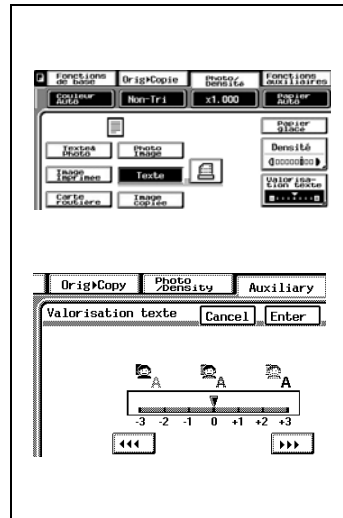 Fonctions de base Orig▸Copie Photo/Densité Fonctions auxiliaires
Couleur Auto Non-Tri x1.000 Papier Auto
Papier glacé
Texte& Photo Photo Image Densité
Image Imprimée Texte Valorisa-tion texte
Carte routière Image copiée
Orig▸Copy Photo/Density Auxiliary
Valorisation texte Cancel Enter
A A A
-3 -2 -1 0 +1 +2 +3